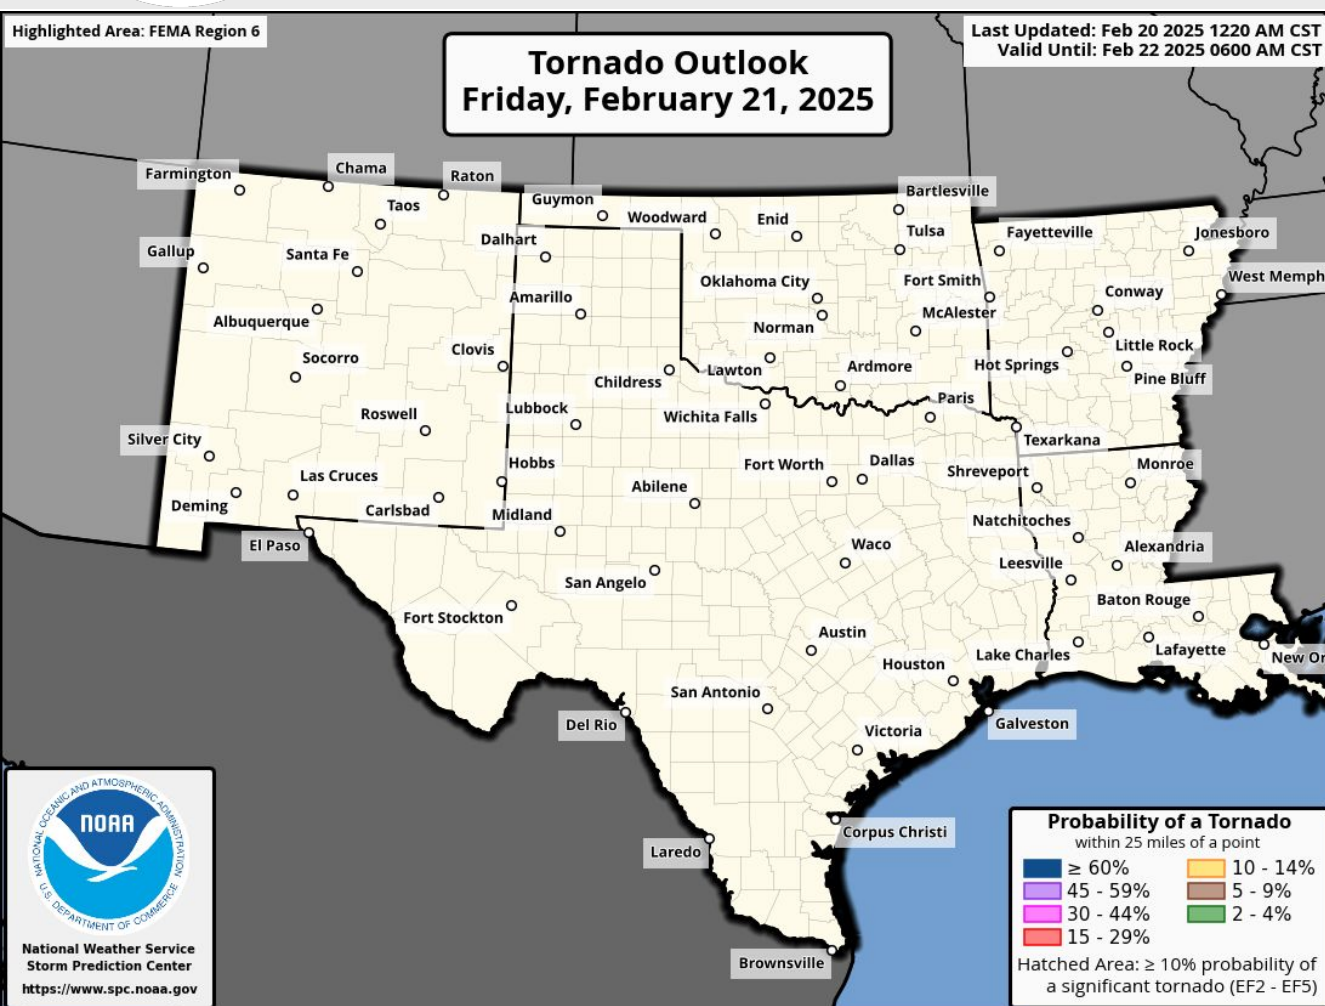 Highlighted Area: FEMA Region 6
Last Updated: Feb 20 2025 1220 AM CST
Valid Until: Feb 22 2025 0600 AM CST
Tornado Outlook
Friday, February 21, 2025
Farmington
Chama
Raton
Taos
Guymon
Woodward
Enid
Bartlesville
Tulsa
Fayetteville
Jonesboro
Gallup
Santa Fe
Dalhart
Oklahoma City
Fort Smith
West Memph
Albuquerque
Amarillo
Norman
McAlester
Conway
Little Rock
Socorro
Clovis
Childress
Lawton
Ardmore
Hot Springs
Pine Bluff
Roswell
Lubbock
Wichita Falls
Paris
Texarkana
Silver City
Las Cruces
Hobbs
Abilene
Fort Worth
Dallas
Shreveport
Monroe
Deming
Carlsbad
Midland
Natchitoches
El Paso
San Angelo
Waco
Leesville
Alexandria
Fort Stockton
Austin
Baton Rouge
Houston
Lake Charles
Lafayette
New Or
Del Rio
San Antonio
Victoria
Galveston
Laredo
Corpus Christi
Brownsville
NATIONAL OCEANIC AND ATMOSPHERIC ADMINISTRATION
NOAA
U.S. DEPARTMENT OF COMMERCE
National Weather Service
Storm Prediction Center
https://www.spc.noaa.gov
Probability of a Tornado
within 25 miles of a point
≥ 60%
45 - 59%
30 - 44%
15 - 29%
10 - 14%
5 - 9%
2 - 4%
Hatched Area: ≥ 10% probability of
a significant tornado (EF2 - EF5)